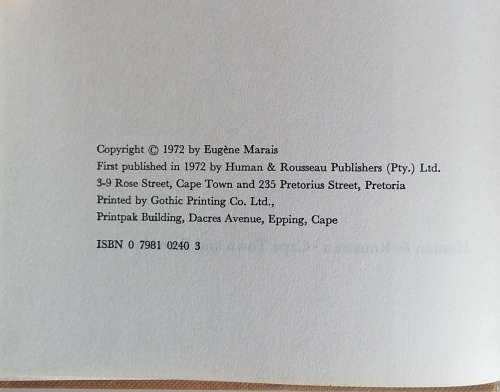 Copyright © 1972 by Eugène Marais
First published in 1972 by Human & Rousseau Publishers (Pty.) Ltd.
3-9 Rose Street, Cape Town and 235 Pretorius Street, Pretoria
Printed by Gothic Printing Co. Ltd.,
Printpak Building, Dacres Avenue, Epping, Cape
ISBN 0 7981 0240 3